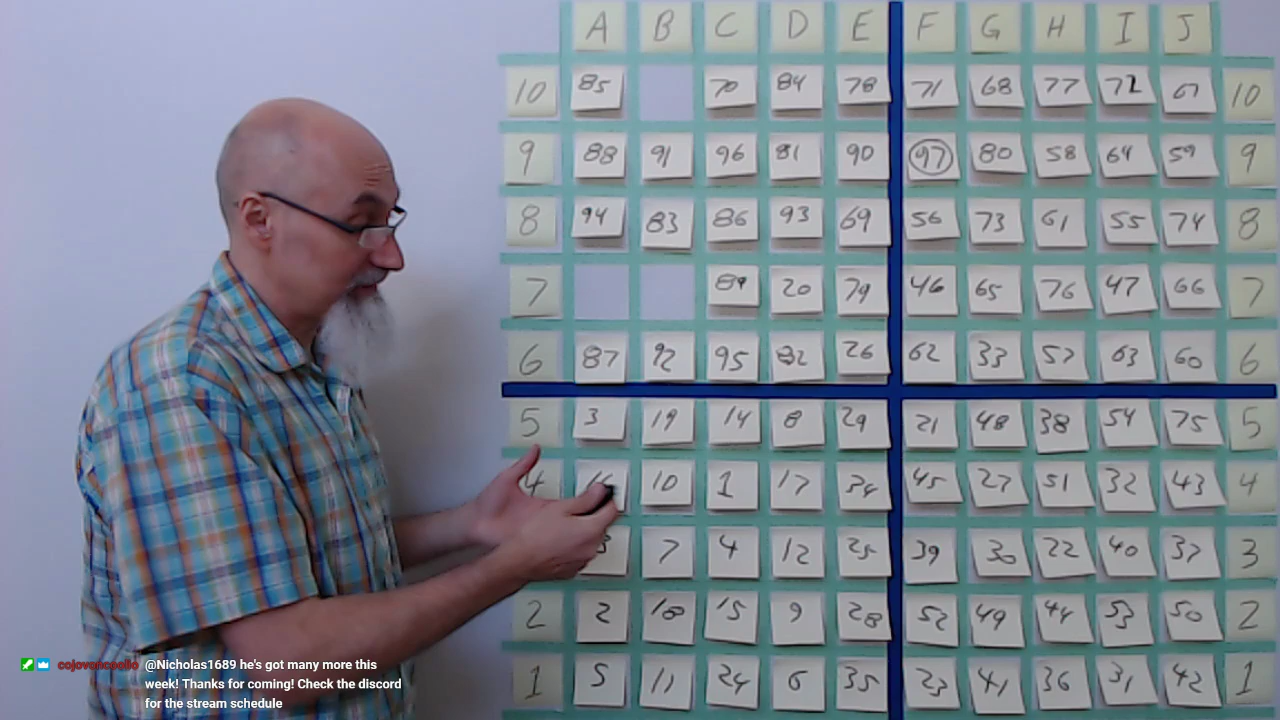 A B C D E F G H I J
10 85 70 84 78 71 68 77 72 67 10
9 88 91 96 81 90 97 80 58 64 59 9
8 94 83 86 93 69 56 73 61 55 74 8
7 89 20 79 46 65 76 47 66 7
6 87 92 95 82 26 62 33 57 63 60 6
5 3 19 14 8 29 21 48 38 54 75 5
4 10 1 17 34 45 27 51 32 43 4
7 4 12 25 39 30 22 40 37 3
2 2 18 15 9 28 52 49 44 53 50 2
1 5 11 24 6 35 23 41 36 31 42 1
cojovancpollo @Nicholas1689 he's got many more this
week! Thanks for coming! Check the discord
for the stream schedule